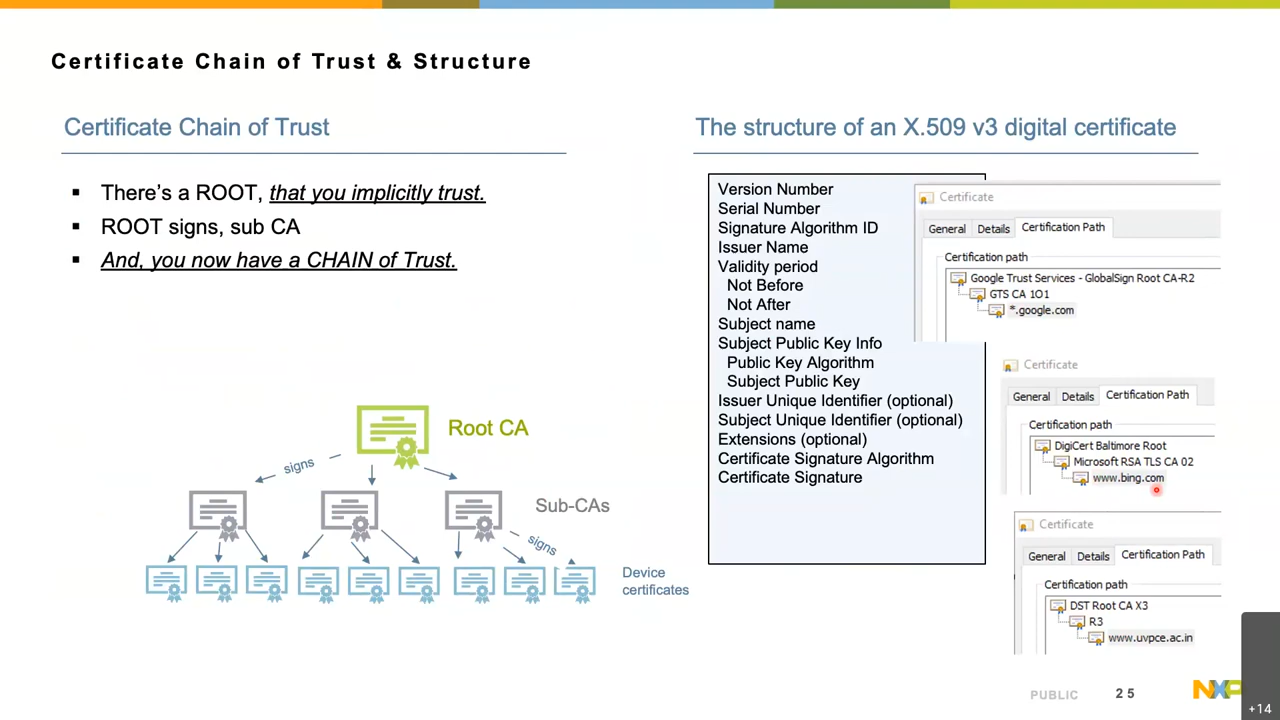 Certificate Chain of Trust & Structure
Certificate Chain of Trust
▪ There's a ROOT, that you implicitly trust.
▪ ROOT signs, sub CA
▪ And, you now have a CHAIN of Trust.
Root CA
signs
Sub-CAs
signs
Device
certificates
The structure of an X.509 v3 digital certificate
Version Number
Serial Number
Signature Algorithm ID
Issuer Name
Validity period
Not Before
Not After
Subject name
Subject Public Key Info
Public Key Algorithm
Subject Public Key
Issuer Unique Identifier (optional)
Subject Unique Identifier (optional)
Extensions (optional)
Certificate Signature Algorithm
Certificate Signature
Certificate
General Details Certification Path
Certification path
Google Trust Services - GlobalSign Root CA-R2
GTS CA 1O1
*.google.com
Certificate
General Details Certification Path
Certification path
DigiCert Baltimore Root
Microsoft RSA TLS CA 02
www.bing.com
Certificate
General Details Certification Path
Certification path
DST Root CA X3
R3
www.uvpce.ac.in
PUBLIC
25
NXP
+14